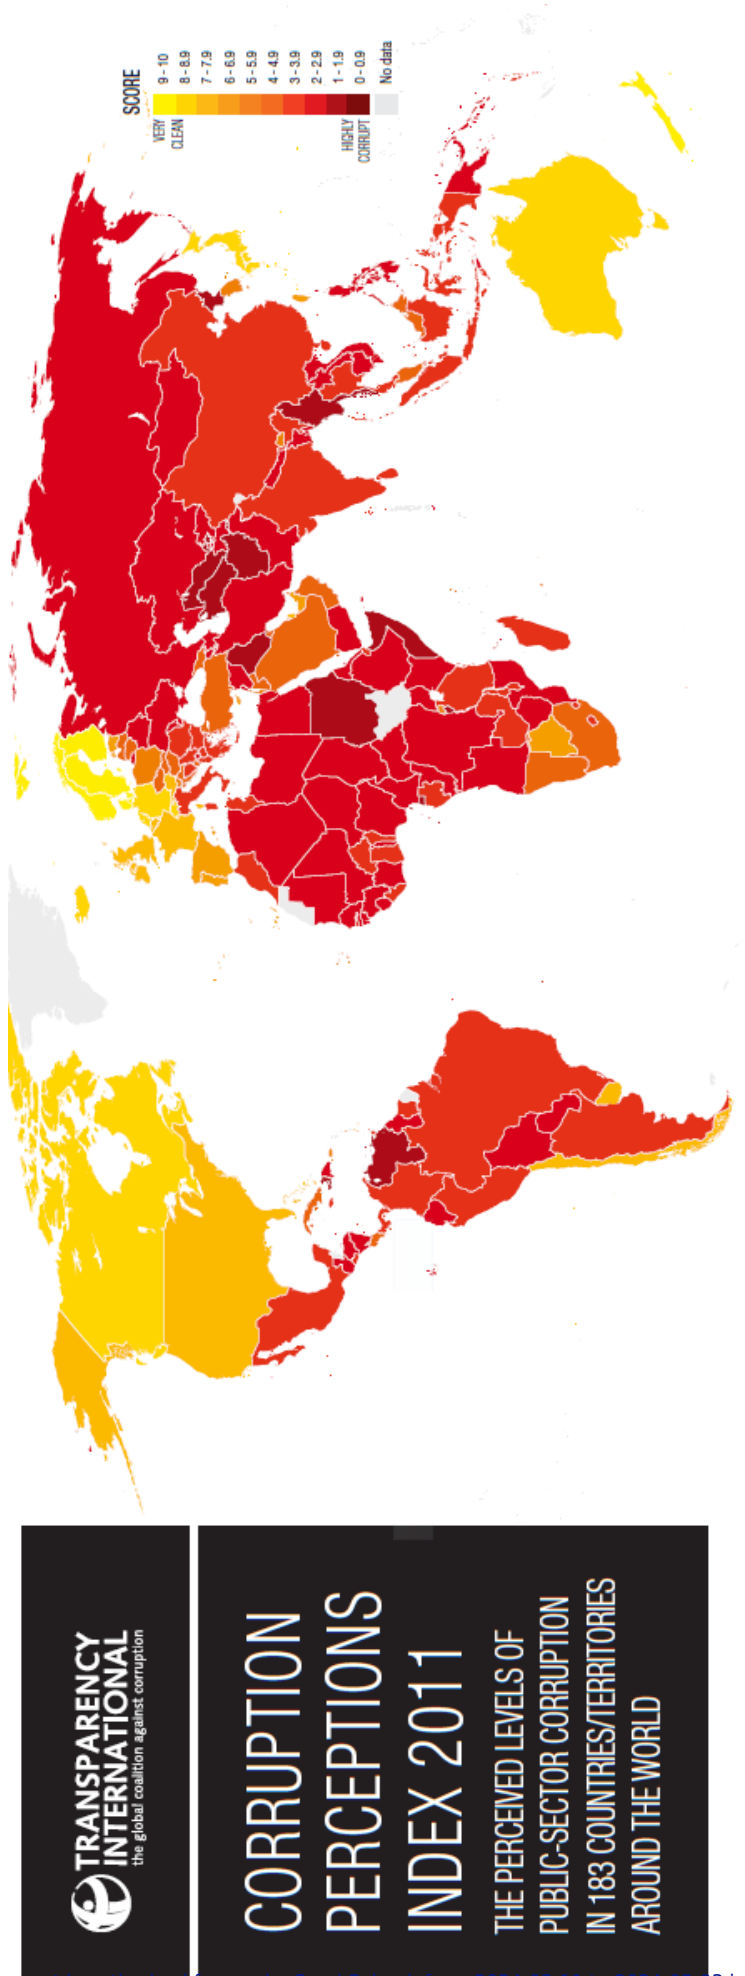 TRANSPARENCY
INTERNATIONAL
the global coalition against corruption
CORRUPTION
PERCEPTIONS
INDEX 2011
THE PERCEIVED LEVELS OF
PUBLIC-SECTOR CORRUPTION
IN 183 COUNTRIES/TERRITORIES
AROUND THE WORLD
SCORE
VERY
CLEAN
9 - 10
8 - 8.9
7 - 7.9
6 - 6.9
5 - 5.9
4 - 4.9
3 - 3.9
2 - 2.9
1 - 1.9
0 - 0.9
HIGHLY
CORRUPT
No data